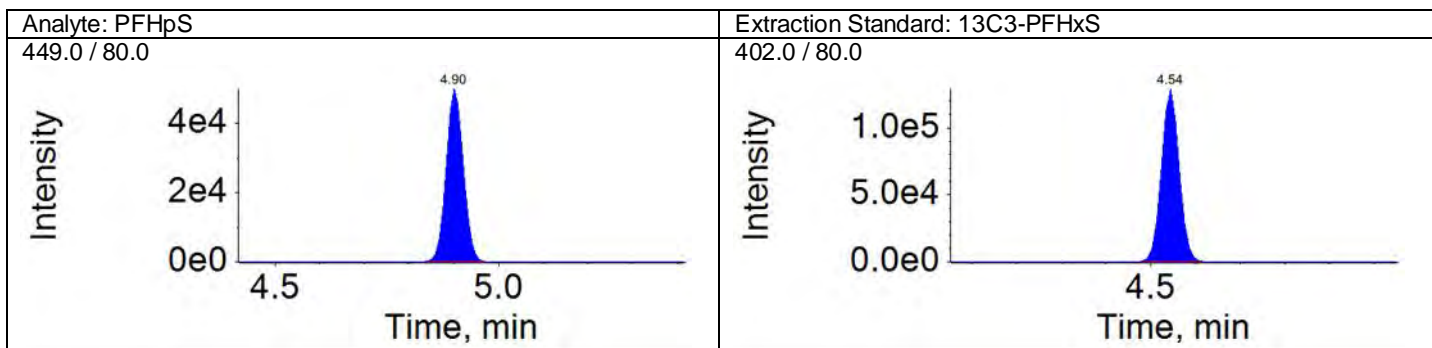 Analyte: PFHpS
449.0 / 80.0
4.90
Intensity
4e4
2e4
0e0
4.5 5.0
Time, min
Extraction Standard: 13C3-PFHxS
402.0 / 80.0
4.54
Intensity
1.0e5
5.0e4
0.0e0
4.5
Time, min